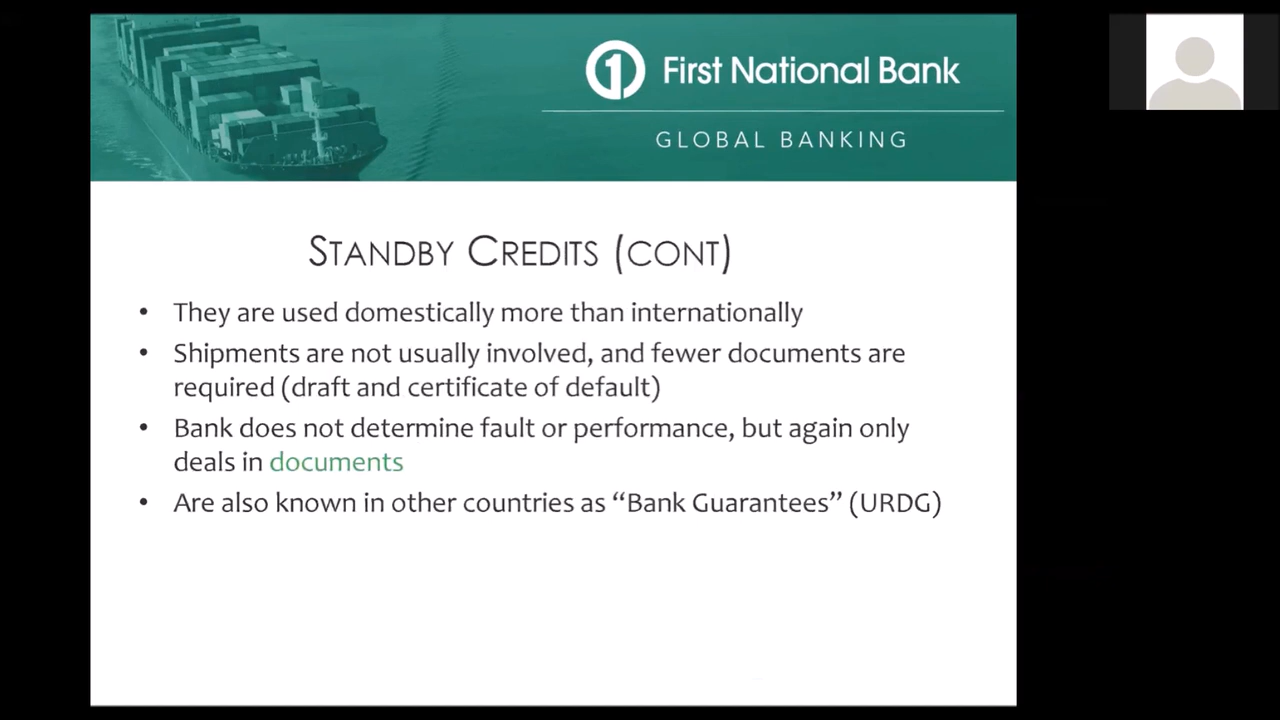 1 First National Bank
GLOBAL BANKING
STANDBY CREDITS (CONT)
• They are used domestically more than internationally
• Shipments are not usually involved, and fewer documents are
required (draft and certificate of default)
• Bank does not determine fault or performance, but again only
deals in documents
• Are also known in other countries as “Bank Guarantees” (URDG)